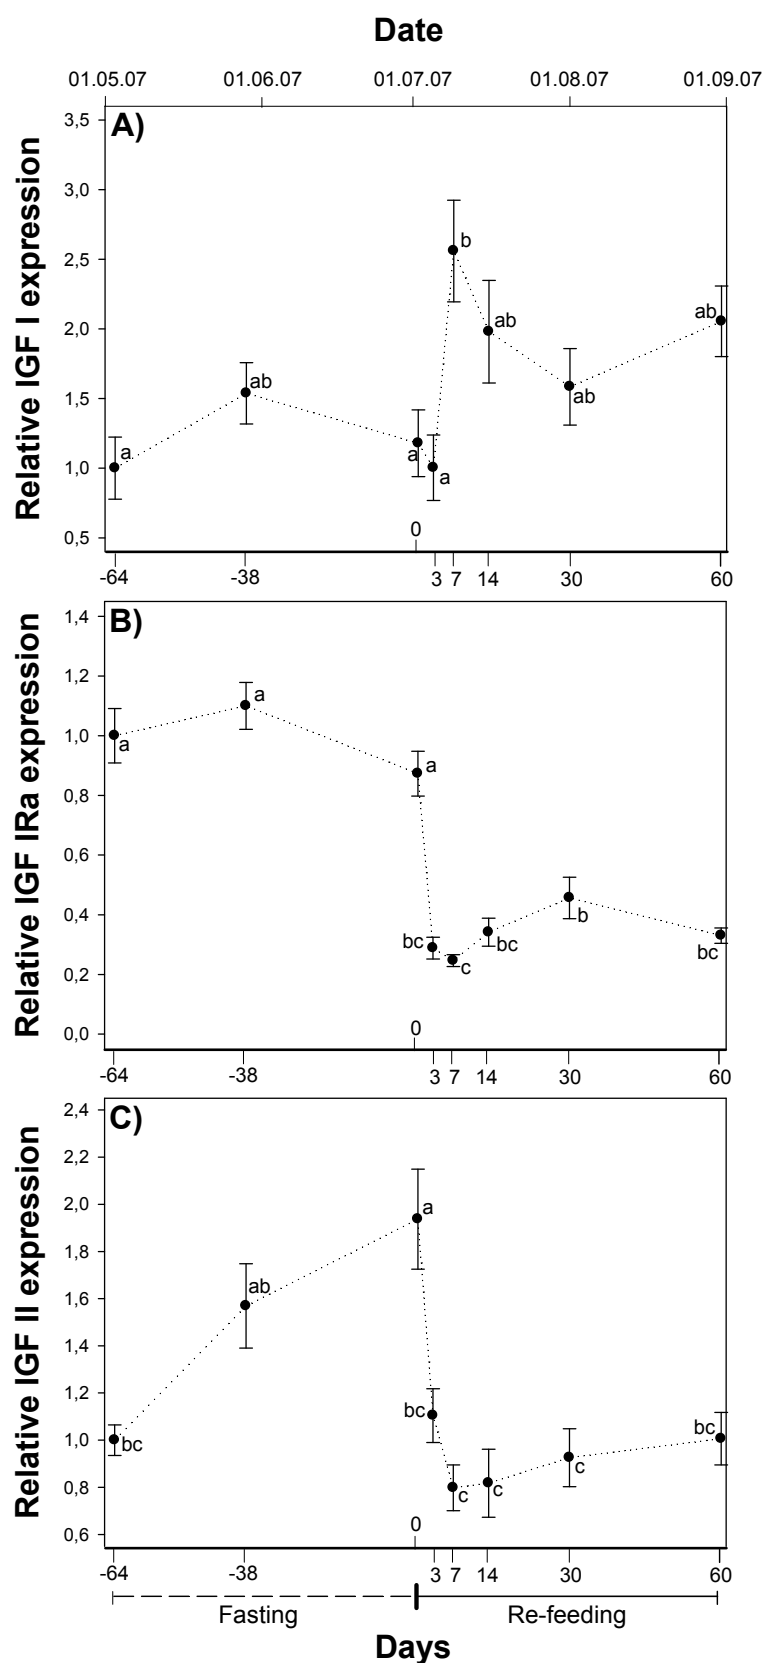 Date
01.05.07 01.06.07 01.07.07 01.08.07 01.09.07
A)
Relative IGF I expression
3,5
3,0
2,5
2,0
1,5
1,0
0,5
a
ab
a
a
b
ab
ab
ab
0
-64 -38 3 7 14 30 60
B)
Relative IGF IRa expression
1,4
1,2
1,0
0,8
0,6
0,4
0,2
0,0
a
a
a
bc
c
bc
b
bc
0
-64 -38 3 7 14 30 60
C)
Relative IGF II expression
2,4
2,2
2,0
1,8
1,6
1,4
1,2
1,0
0,8
0,6
bc
ab
a
bc
c
c
c
bc
0
-64 -38 3 7 14 30 60
Fasting Re-feeding
Days